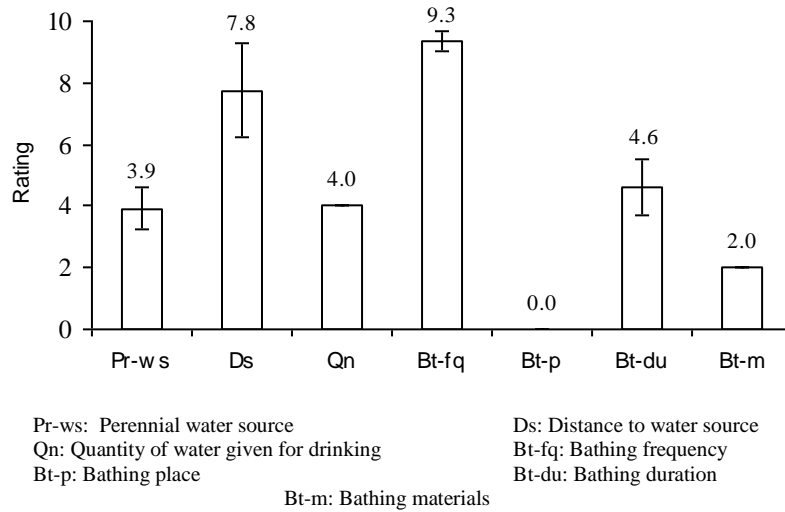 10
8
6
4
2
0
Rating
3.9
7.8
4.0
9.3
0.0
4.6
2.0
Pr-ws Ds Qn Bt-fq Bt-p Bt-du Bt-m
Pr-ws: Perennial water source Ds: Distance to water source
Qn: Quantity of water given for drinking Bt-fq: Bathing frequency
Bt-p: Bathing place Bt-du: Bathing duration
Bt-m: Bathing materials